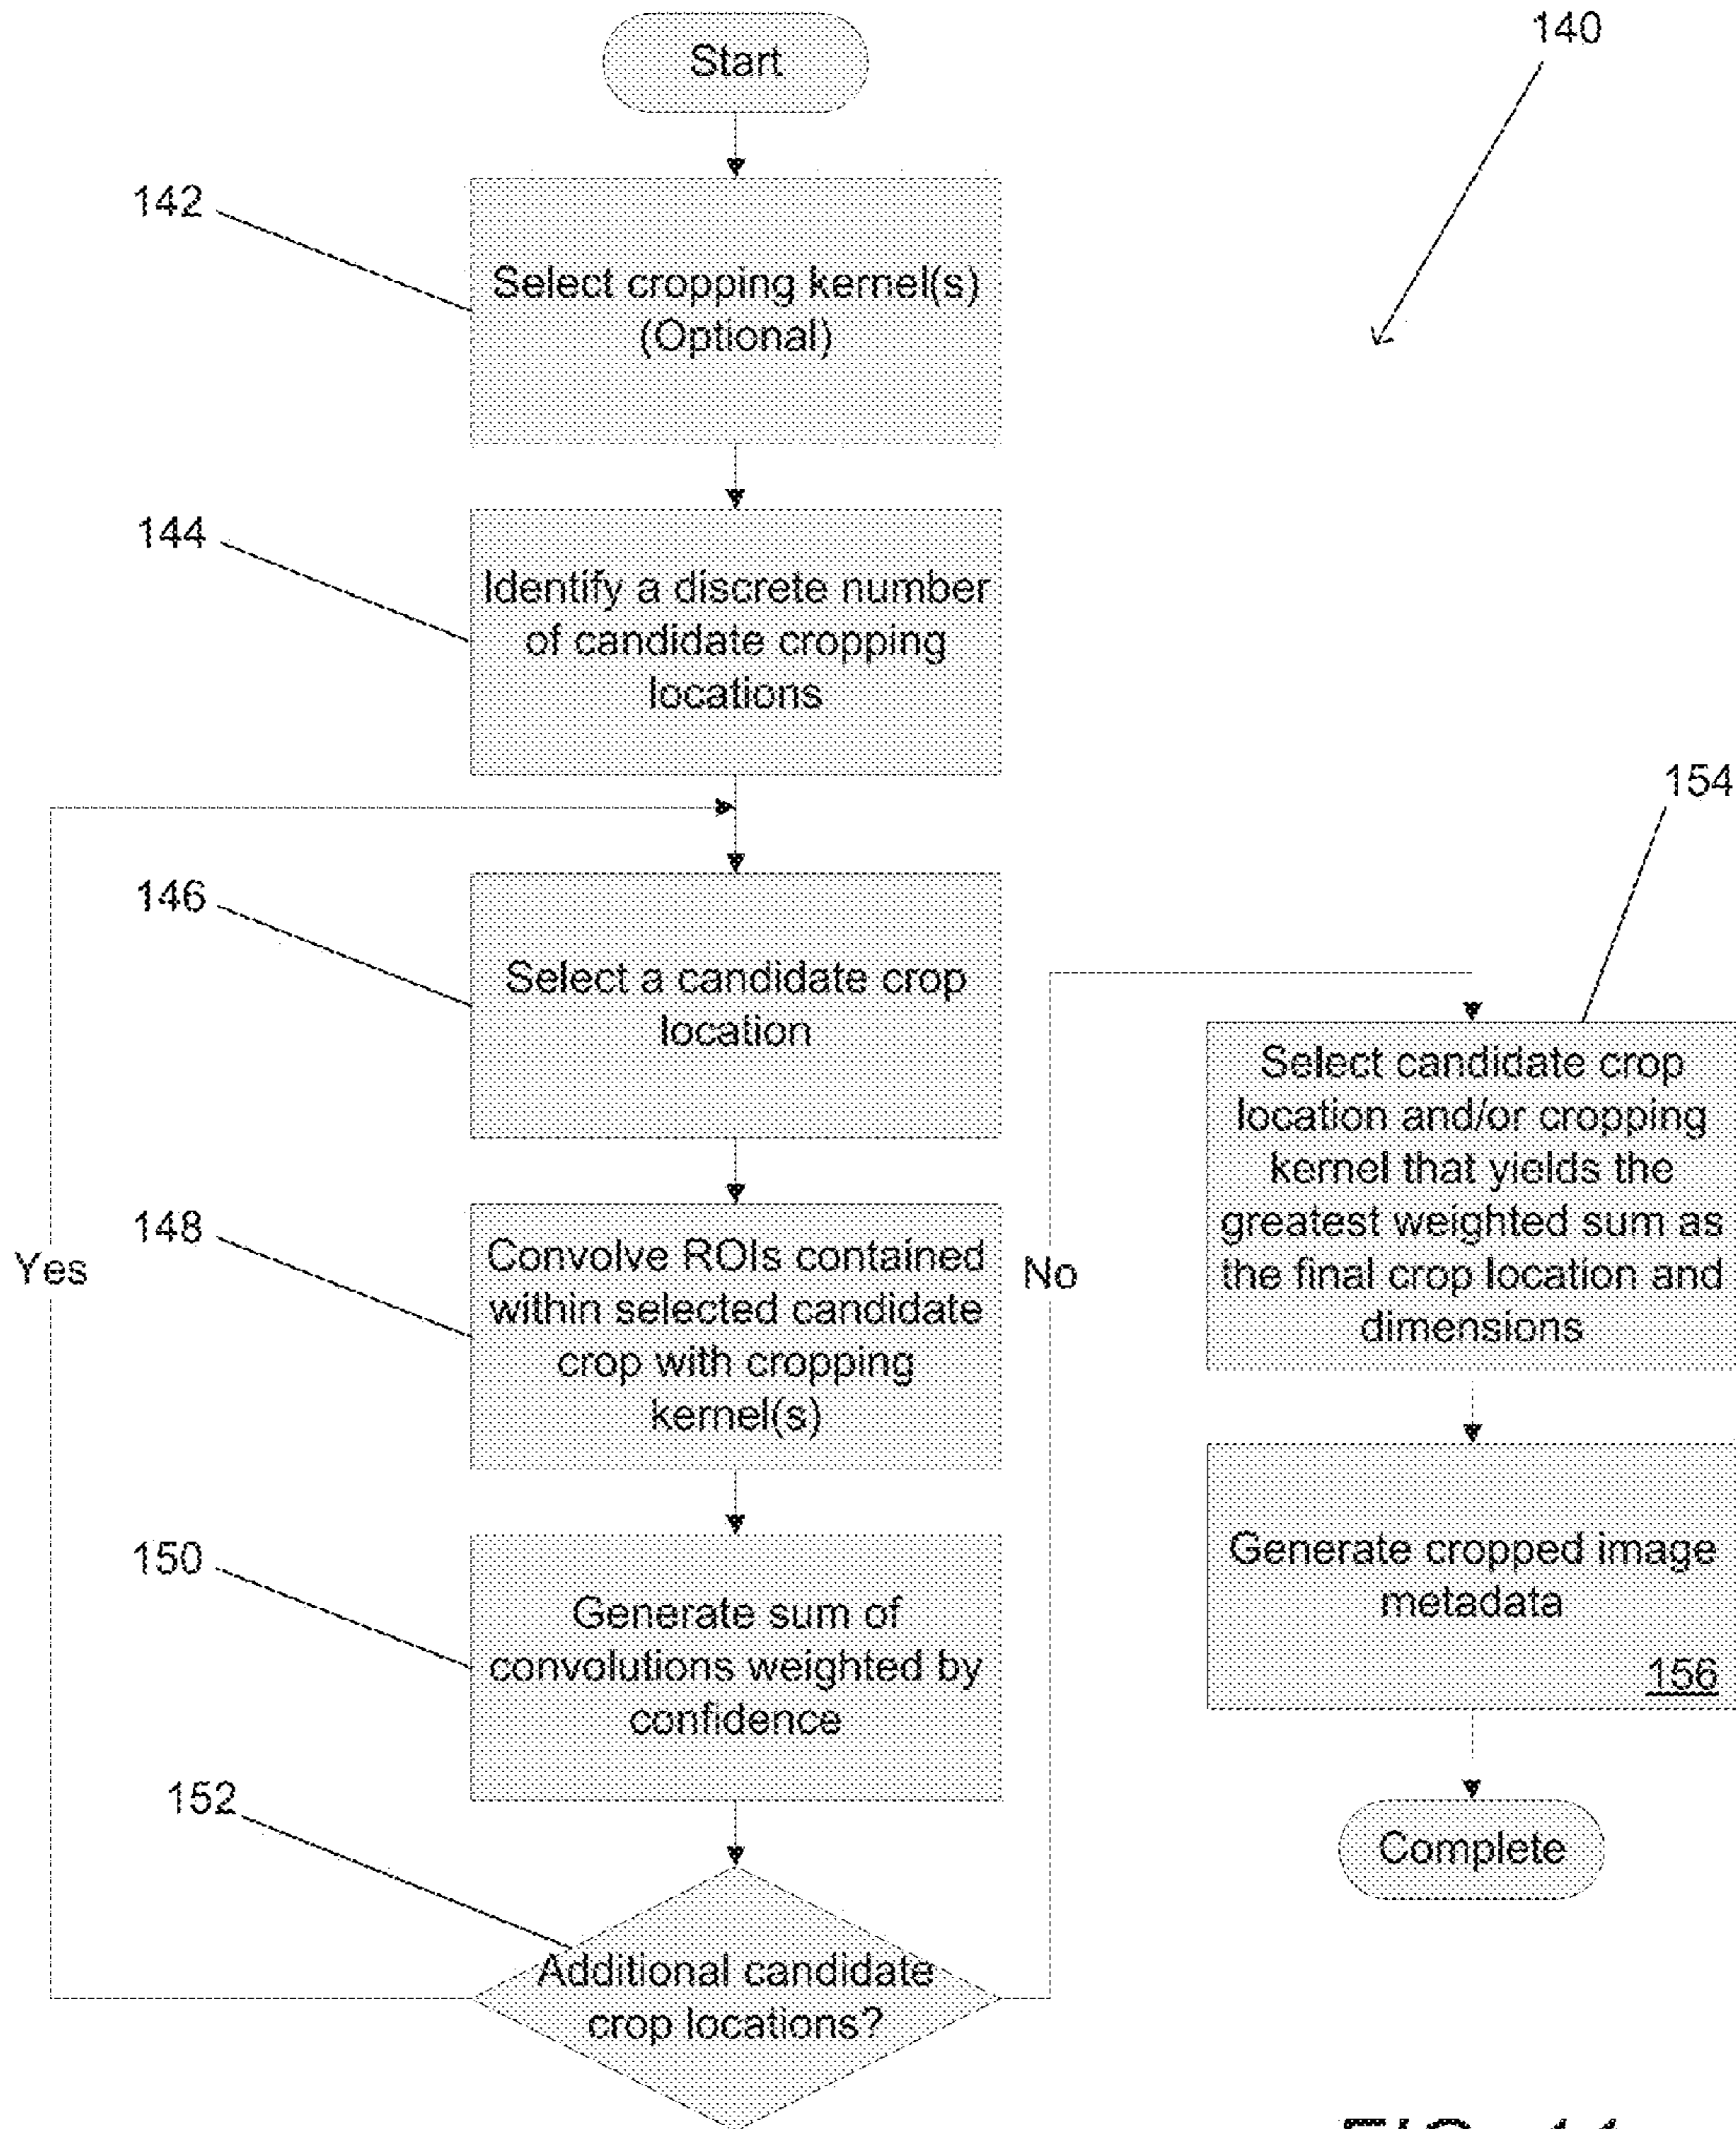 Start
140
142
Select cropping kernel(s)
(Optional)
144
Identify a discrete number
of candidate cropping
locations
146
Select a candidate crop
location
148
Convolve ROIs contained
within selected candidate
crop with cropping
kernel(s)
150
Generate sum of
convolutions weighted by
confidence
152
Additional candidate
crop locations?
Yes
No
154
Select candidate crop
location and/or cropping
kernel that yields the
greatest weighted sum as
the final crop location and
dimensions
Generate cropped image
metadata
156
Complete
FIG. 11